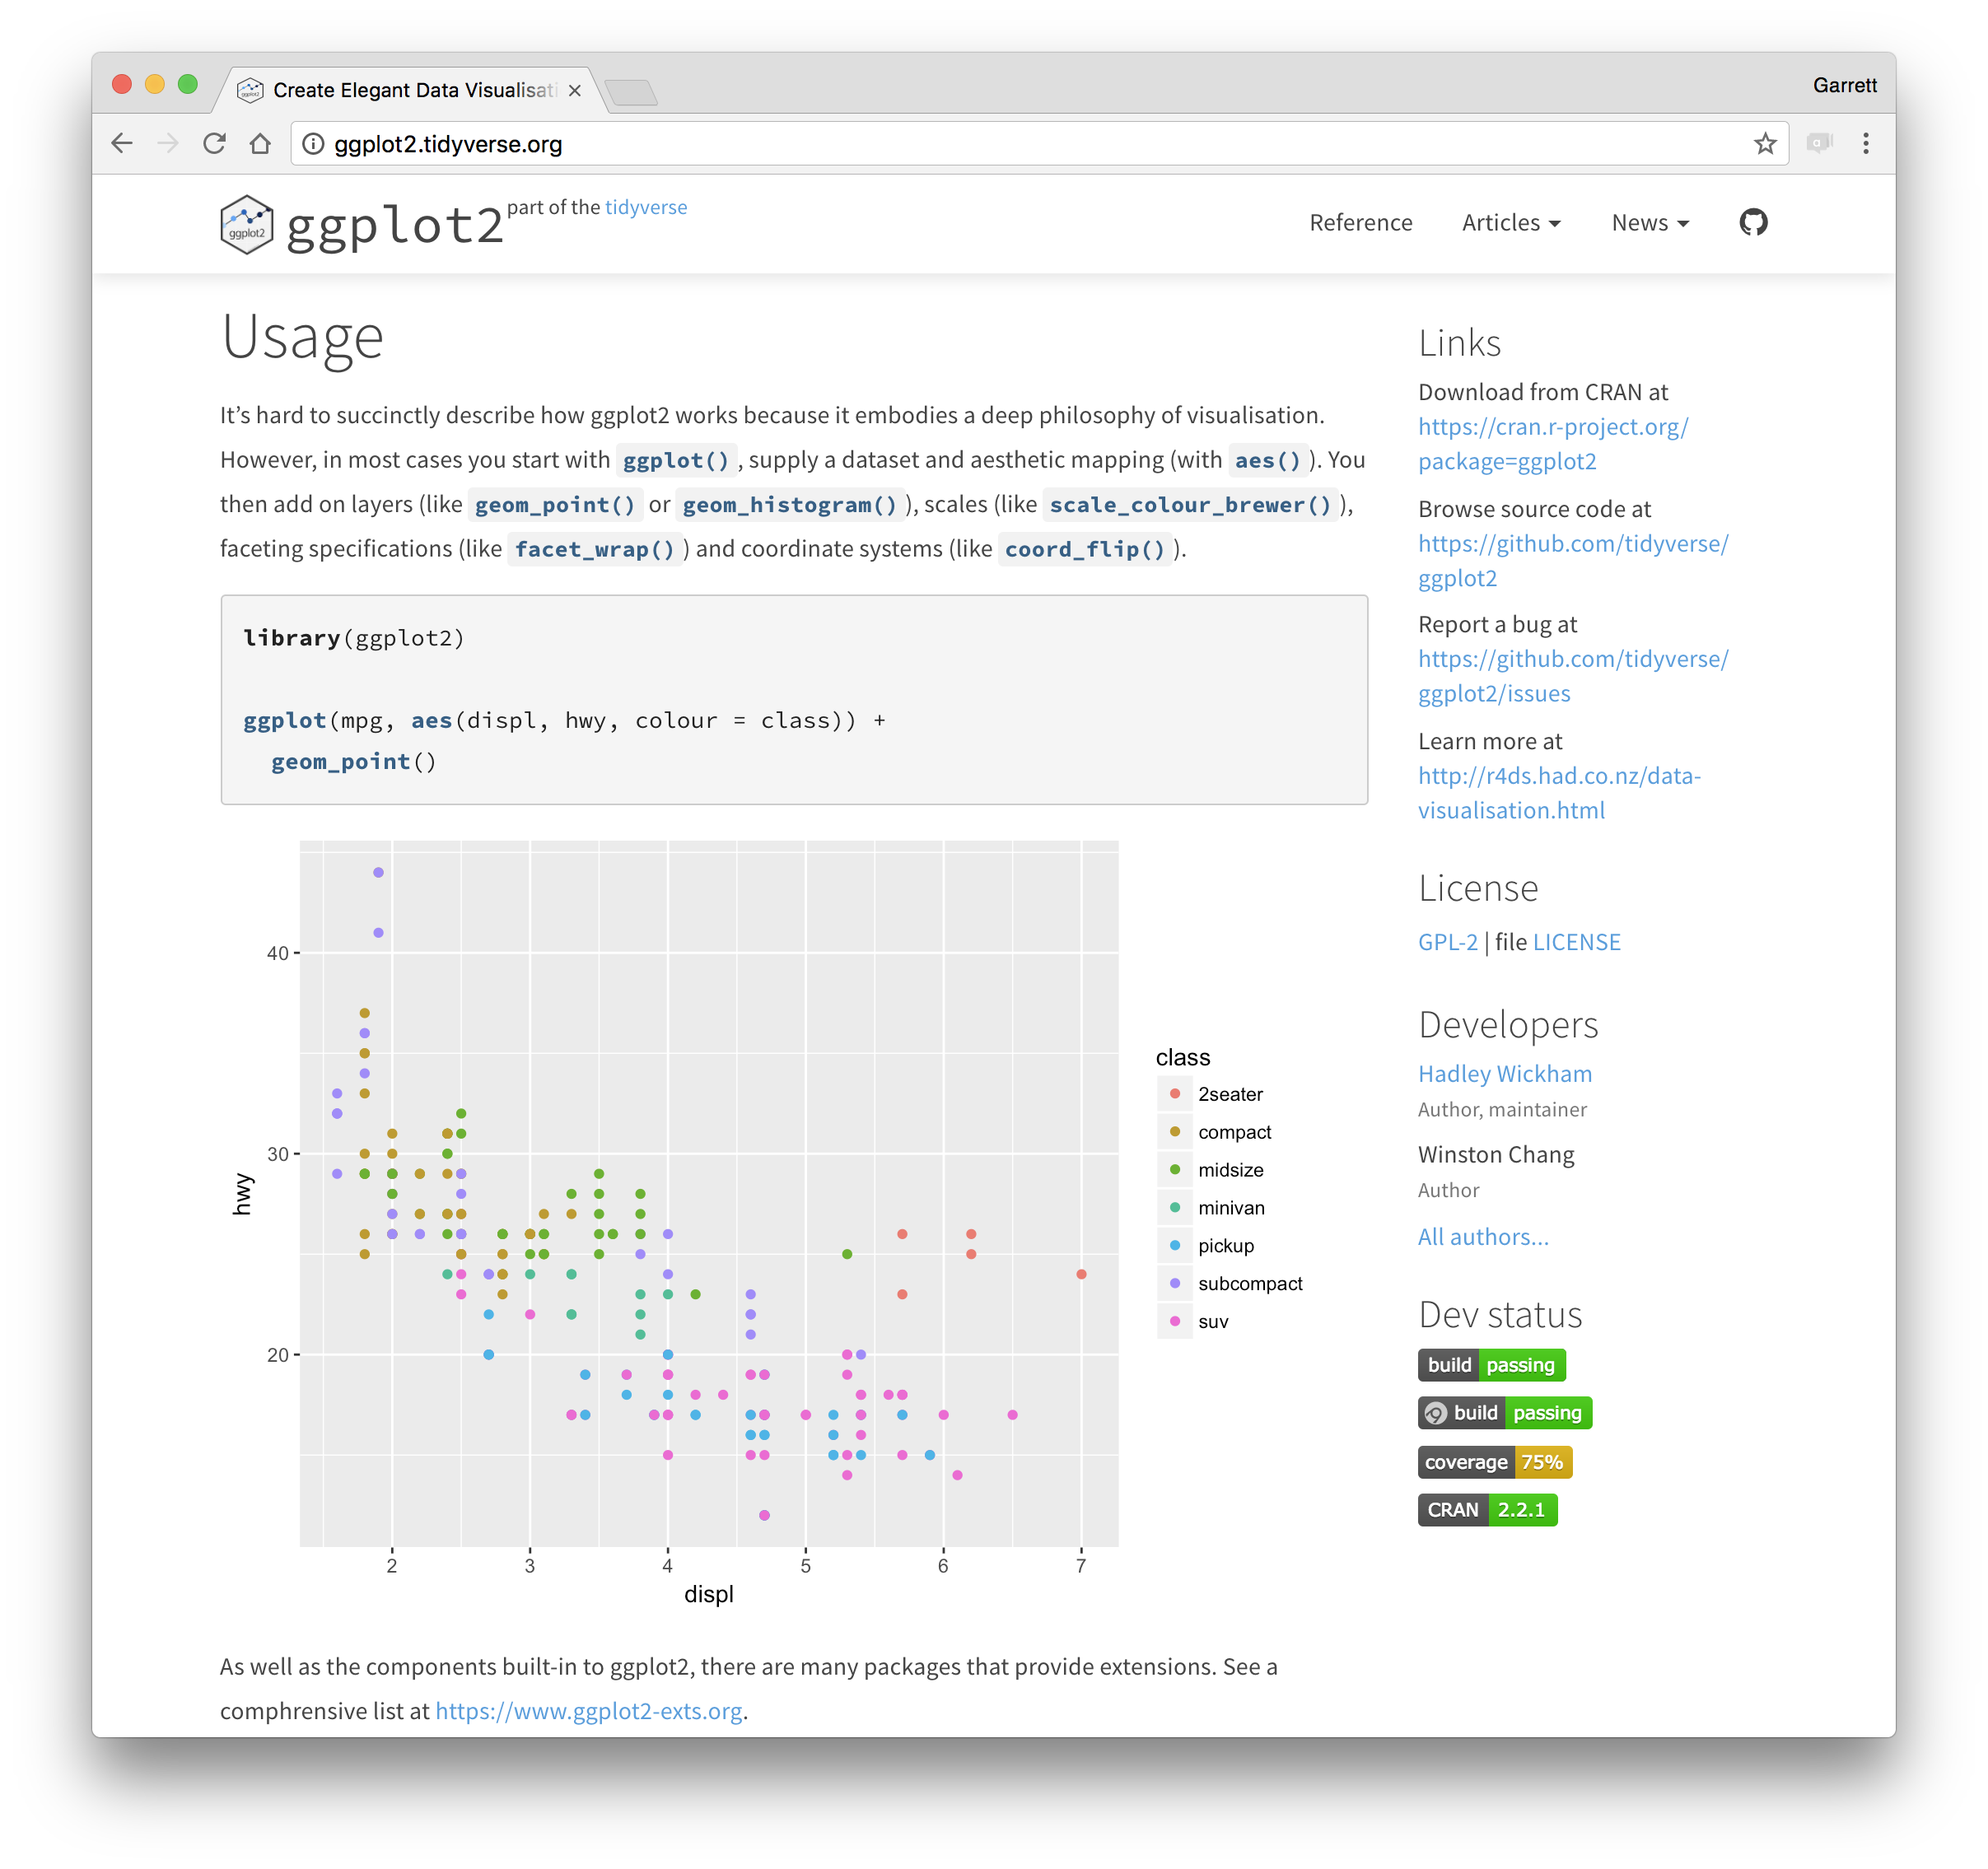 Create Elegant Data Visualisati
Garrett
ggplot2.tidyverse.org
ggplot2
ggplot2 part of the tidyverse
Reference Articles News
Usage
It’s hard to succinctly describe how ggplot2 works because it embodies a deep philosophy of visualisation.
However, in most cases you start with ggplot(), supply a dataset and aesthetic mapping (with aes()). You
then add on layers (like geom_point() or geom_histogram()), scales (like scale_colour_brewer()),
faceting specifications (like facet_wrap()) and coordinate systems (like coord_flip()).
library(ggplot2)
ggplot(mpg, aes(displ, hwy, colour = class)) +
geom_point()
40
30
20
hwy
2 3 4 5 6 7
displ
class
2seater
compact
midsize
minivan
pickup
subcompact
suv
As well as the components built-in to ggplot2, there are many packages that provide extensions. See a
comphrensive list at https://www.ggplot2-exts.org.
Links
Download from CRAN at
https://cran.r-project.org/
package=ggplot2
Browse source code at
https://github.com/tidyverse/
ggplot2
Report a bug at
https://github.com/tidyverse/
ggplot2/issues
Learn more at
http://r4ds.had.co.nz/data-
visualisation.html
License
GPL-2 | file LICENSE
Developers
Hadley Wickham
Author, maintainer
Winston Chang
Author
All authors...
Dev status
build passing
build passing
coverage 75%
CRAN 2.2.1